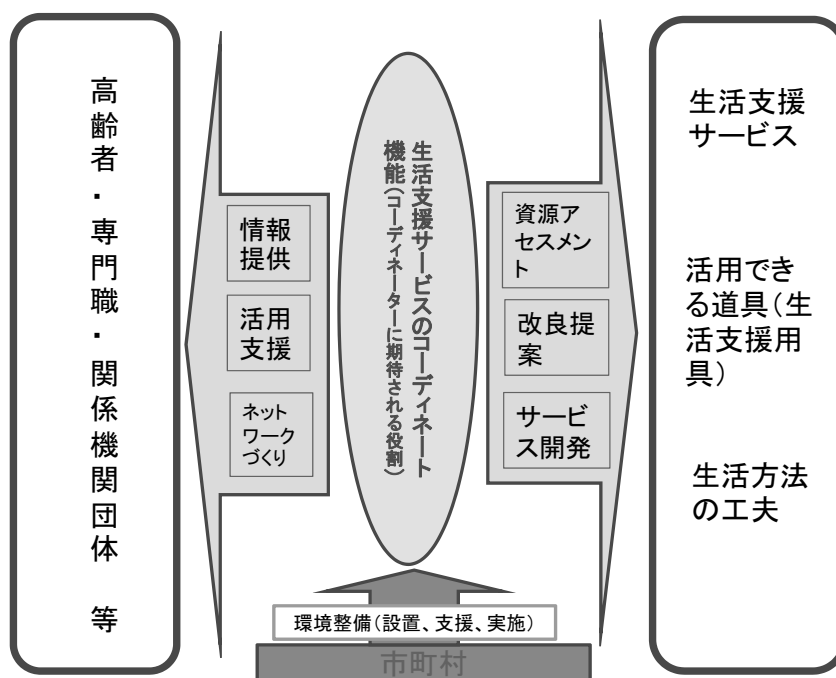 高齢者・専門職・関係機関団体　等
情報
提供
活用
支援
ネット
ワーク
づくり
生活支援サービスのコーディネート
機能(コーディネーターに期待される役割)
資源ア
セスメン
ト
改良提
案
サービ
ス開発
生活支援
サービス
活用でき
る道具(生
活支援用
具)
生活方法
の工夫
環境整備(設置、支援、実施)
市町村